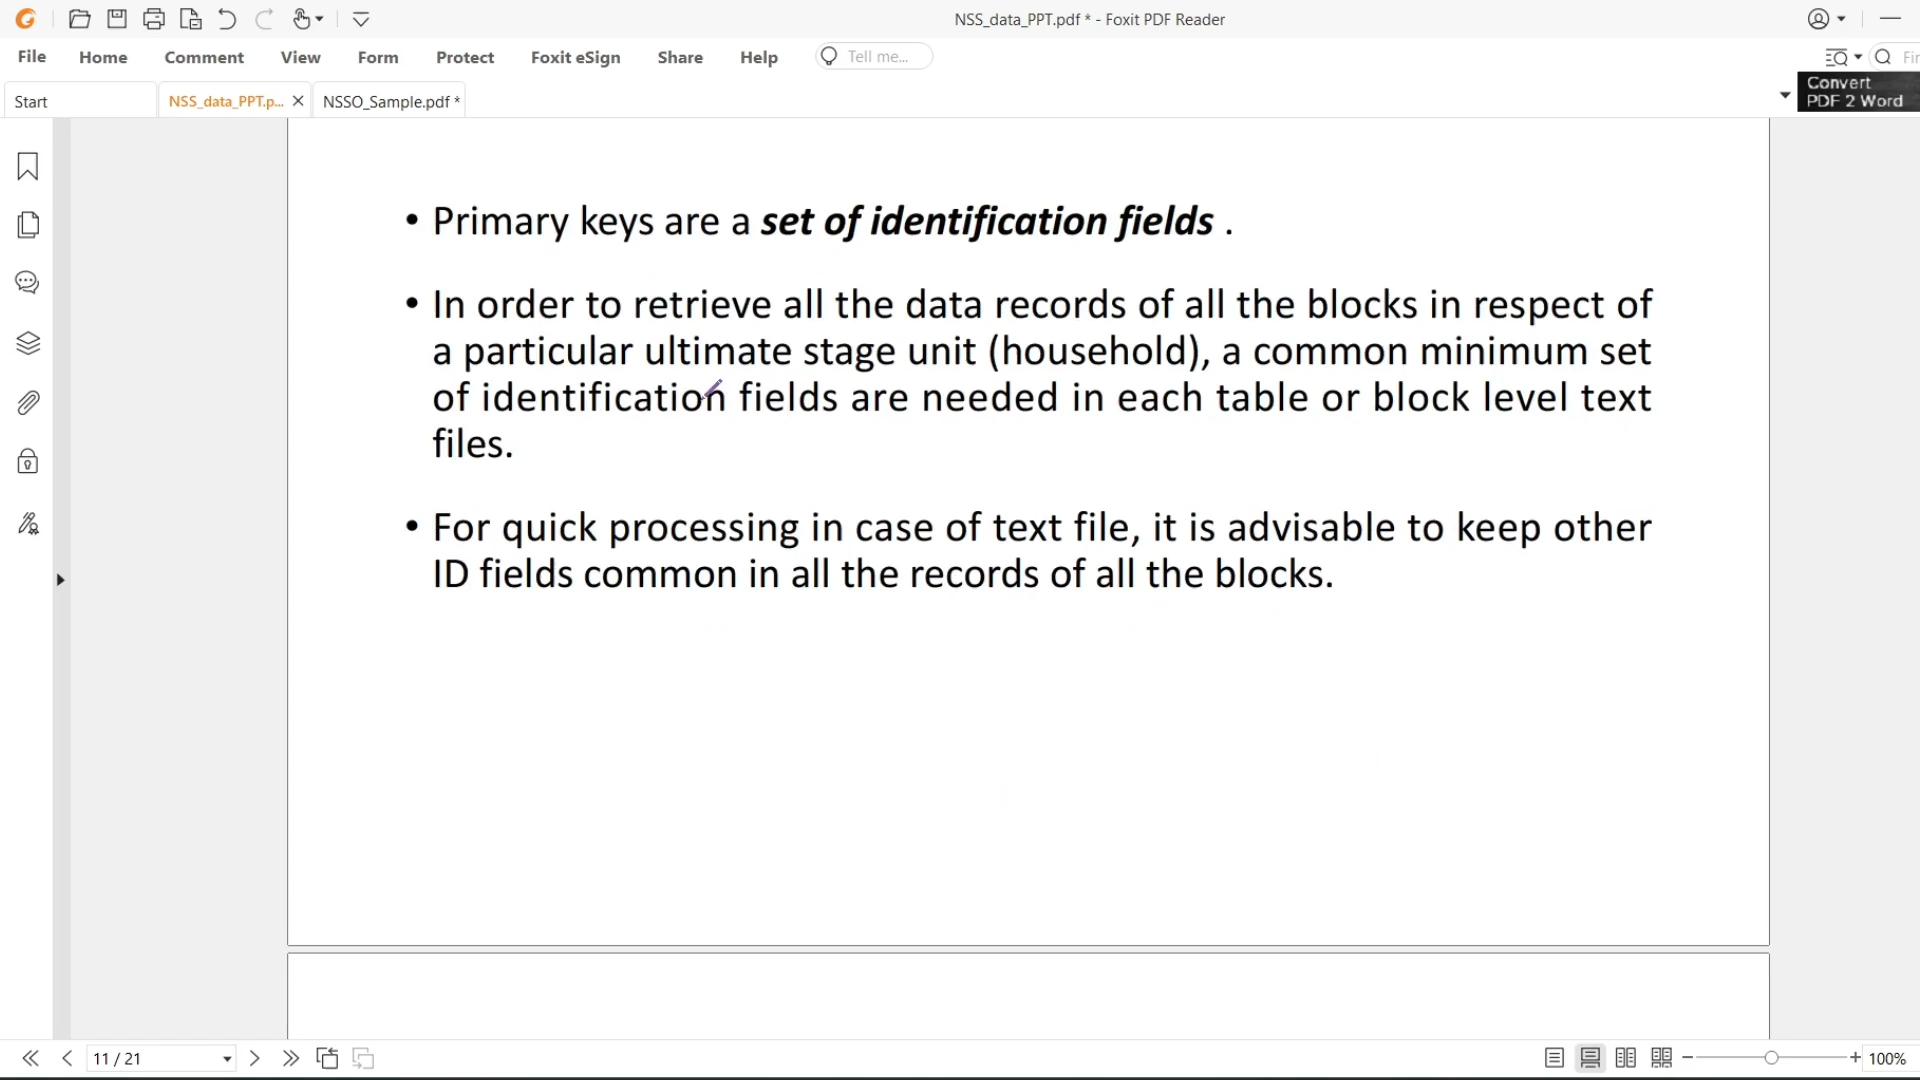 NSS_data_PPT.pdf * - Foxit PDF Reader
File Home Comment View Form Protect Foxit eSign Share Help Tell me... Fin
Convert
PDF 2 Word
Start NSS_data_PPT.p... NSSO_Sample.pdf *
• Primary keys are a set of identification fields .
• In order to retrieve all the data records of all the blocks in respect of
a particular ultimate stage unit (household), a common minimum set
of identification fields are needed in each table or block level text
files.
• For quick processing in case of text file, it is advisable to keep other
ID fields common in all the records of all the blocks.
11 / 21 100%